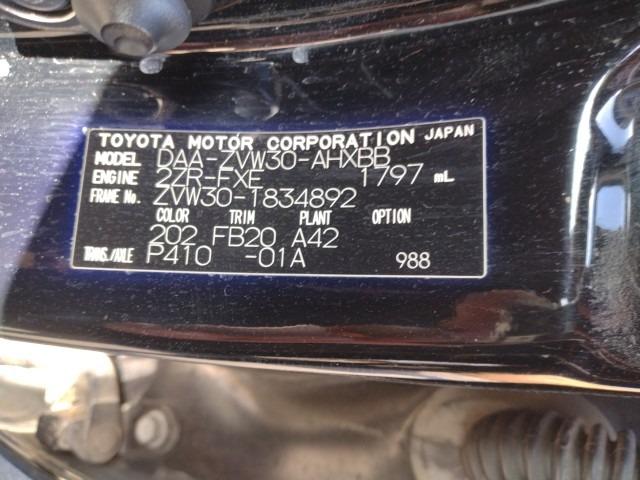 TOYOTA MOTOR CORPORATION JAPAN
MODEL DAA-ZVW30-AHXBB
ENGINE 2ZR-FXE 1797 mL
FRAME No. ZVW30-1834892
COLOR TRIM PLANT OPTION
202 FB20 A42
TRANS./AXLE P410 -01A 988